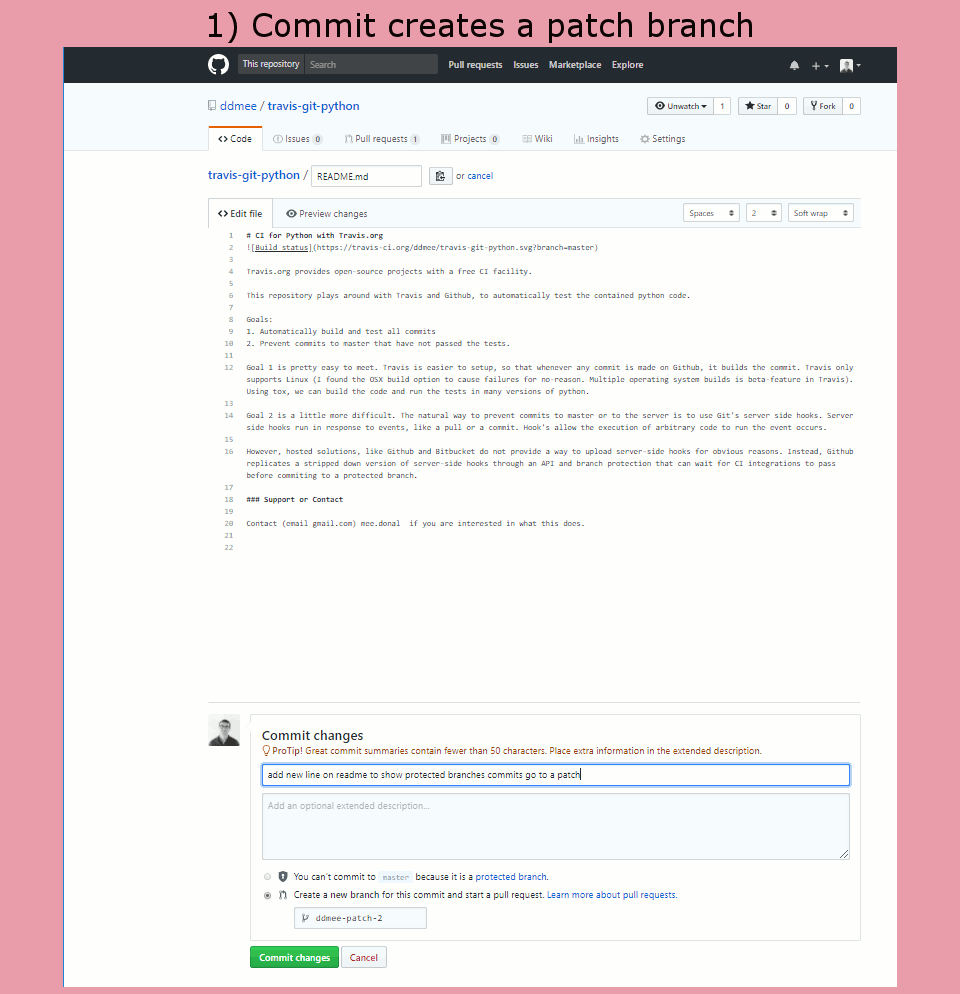 1) Commit creates a patch branch
This repository Search Pull requests Issues Marketplace Explore
ddmee / travis-git-python Unwatch 1 Star 0 Fork 0
Code Issues 0 Pull requests 1 Projects 0 Wiki Insights Settings
travis-git-python / README.md or cancel
Edit file Preview changes Spaces 2 Soft wrap
1 # CI for Python with Travis.org
2 ![Build status](https://travis-ci.org/ddmee/travis-git-python.svg?branch=master)
3
4 Travis.org provides open-source projects with a free CI facility.
5
6 This repository plays around with Travis and Github, to automatically test the contained python code.
7
8 Goals:
9 1. Automatically build and test all commits
10 2. Prevent commits to master that have not passed the tests.
11
12 Goal 1 is pretty easy to meet. Travis is easier to setup, so that whenever any commit is made on Github, it builds the commit. Travis only
supports Linux (I found the OSX build option to cause failures for no-reason. Multiple operating system builds is beta-feature in Travis).
Using tox, we can build the code and run the tests in many versions of python.
13
14 Goal 2 is a little more difficult. The natural way to prevent commits to master or to the server is to use Git's server side hooks. Server
side hooks run in response to events, like a pull or a commit. Hook's allow the execution of arbitrary code to run the event occurs.
15
16 However, hosted solutions, like Github and Bitbucket do not provide a way to upload server-side hooks for obvious reasons. Instead, Github
replicates a stripped down version of server-side hooks through an API and branch protection that can wait for CI integrations to pass
before commiting to a protected branch.
17
18 ### Support or Contact
19
20 Contact (email gmail.com) mee.donal  if you are interested in what this does.
21
22
Commit changes
ProTip! Great commit summaries contain fewer than 50 characters. Place extra information in the extended description.
add new line on readme to show protected branches commits go to a patch
Add an optional extended description...
You can't commit to master because it is a protected branch.
Create a new branch for this commit and start a pull request. Learn more about pull requests.
ddmee-patch-2
Commit changes Cancel